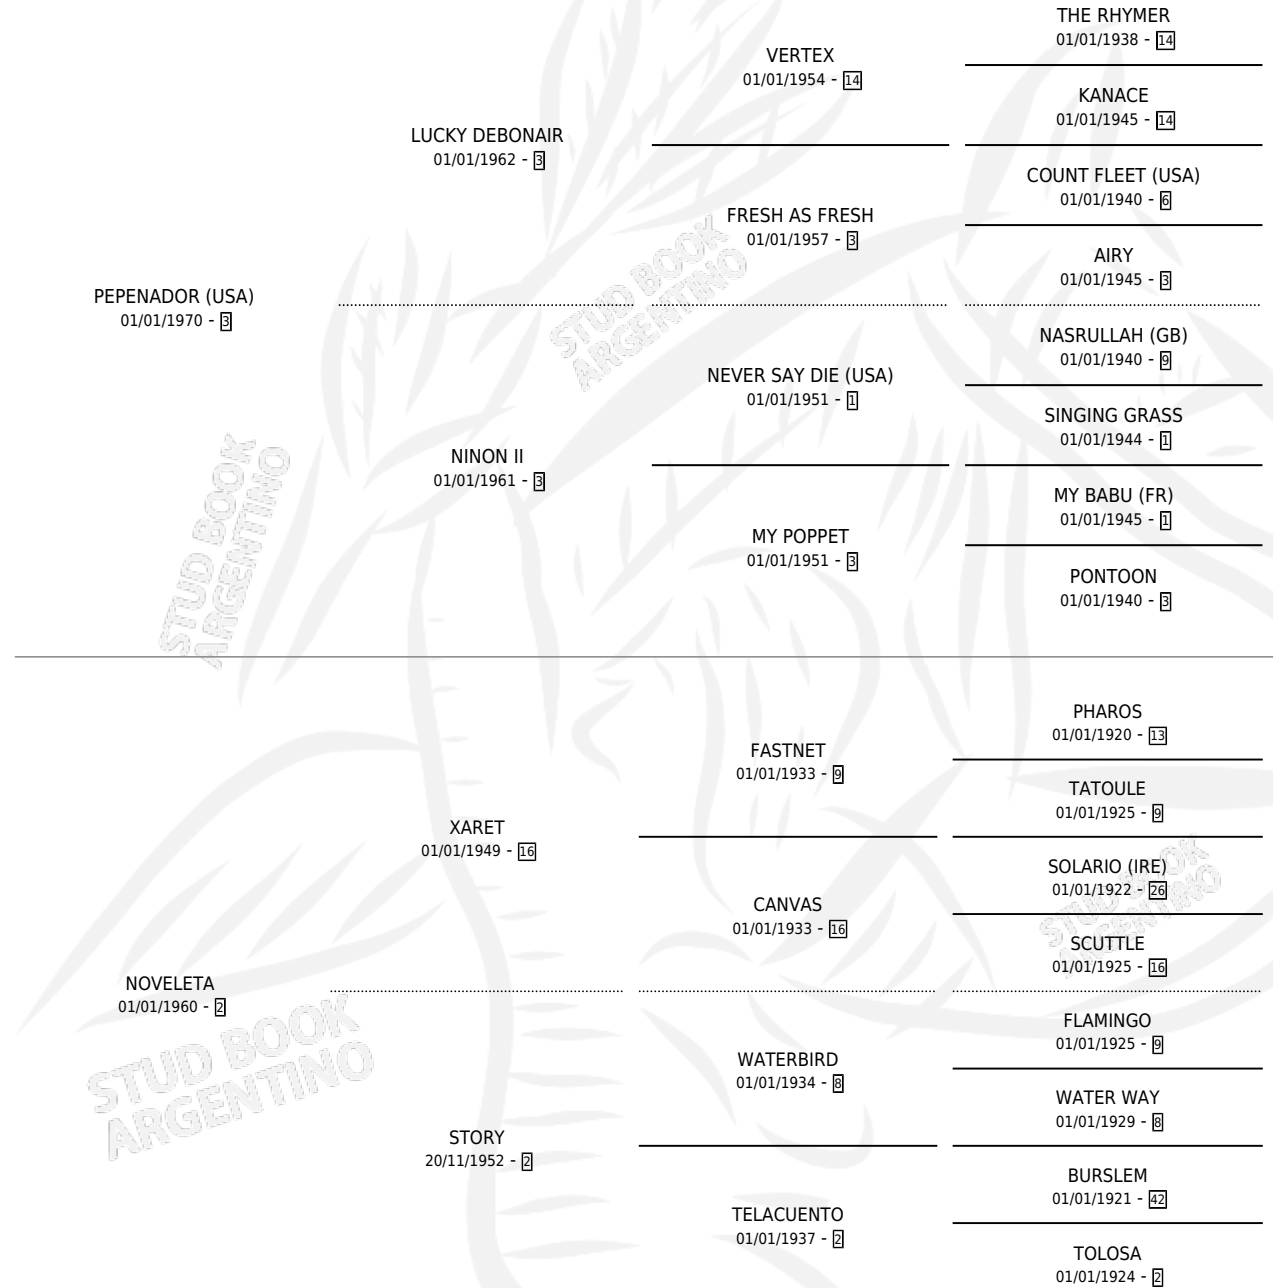 THE RHYMER
01/01/1938 - 14
VERTEX
01/01/1954 - 14
KANACE
01/01/1945 - 14
LUCKY DEBONAIR
01/01/1962 - 3
COUNT FLEET (USA)
01/01/1940 - 6
FRESH AS FRESH
01/01/1957 - 3
AIRY
01/01/1945 - 3
PEPENADOR (USA)
01/01/1970 - 3
STUD BOOK
ARGENTINO
NASRULLAH (GB)
01/01/1940 - 9
NEVER SAY DIE (USA)
01/01/1951 - 1
SINGING GRASS
01/01/1944 - 1
NINON II
01/01/1961 - 3
STUD BOOK
ARGENTINO
MY BABU (FR)
01/01/1945 - 1
MY POPPET
01/01/1951 - 3
PONTOON
01/01/1940 - 3
PHAROS
01/01/1920 - 13
FASTNET
01/01/1933 - 9
TATOULE
01/01/1925 - 9
XARET
01/01/1949 - 16
SOLARIO (IRE)
01/01/1922 - 26
CANVAS
01/01/1933 - 16
STUD BOOK
ARGENTINO
SCUTTLE
01/01/1925 - 16
NOVELETA
01/01/1960 - 2
STUD BOOK
ARGENTINO
FLAMINGO
01/01/1925 - 9
WATERBIRD
01/01/1934 - 8
WATER WAY
01/01/1929 - 8
STORY
20/11/1952 - 2
BURSLEM
01/01/1921 - 42
TELACUENTO
01/01/1937 - 2
TOLOSA
01/01/1924 - 2